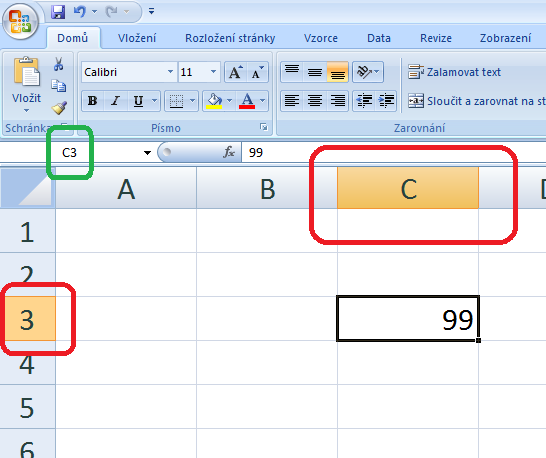 Domů Vložení Rozložení stránky Vzorce Data Revize Zobrazení
Vložit Calibri 11 A A Zalamovat text
B I U A Sloučit a zarovnat na st
Schránka Písmo Zarovnání
C3 fx 99
A B C D
1
2
3 99
4
5
6